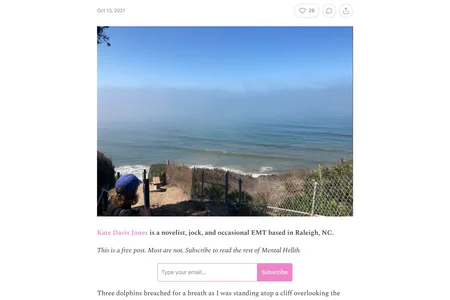 Oct 13, 2021
28
Kate Davis Jones is a novelist, jock, and occasional EMT based in Raleigh, NC.
This is a free post. Most are not. Subscribe to read the rest of Mental Hellth.
Type your email... Subscribe
Three dolphins breached for a breath as I was standing atop a cliff overlooking the